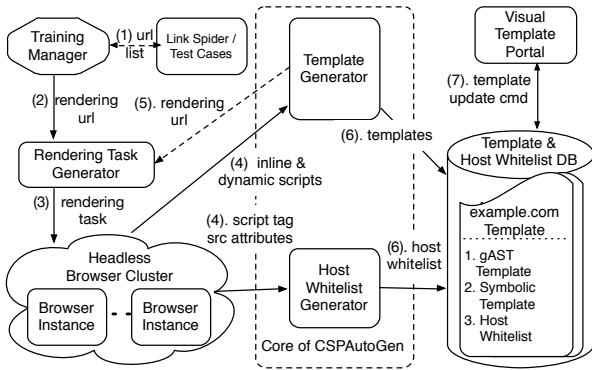 Training
Manager
(1) url
list
Link Spider /
Test Cases
Template
Generator
Visual
Template
Portal
(2) rendering
url
(5). rendering
url
(7). template
update cmd
(6). templates
Rendering Task
Generator
(4) inline &
dynamic scripts
Template &
Host Whitelist DB
(3) rendering
task
(4). script tag
src attributes
(6). host
whitelist
example.com
Template
1. gAST
Template
2. Symbolic
Template
3. Host
Whitelist
Headless
Browser Cluster
Browser
Instance
Browser
Instance
Host
Whitelist
Generator
Core of CSPAutoGen